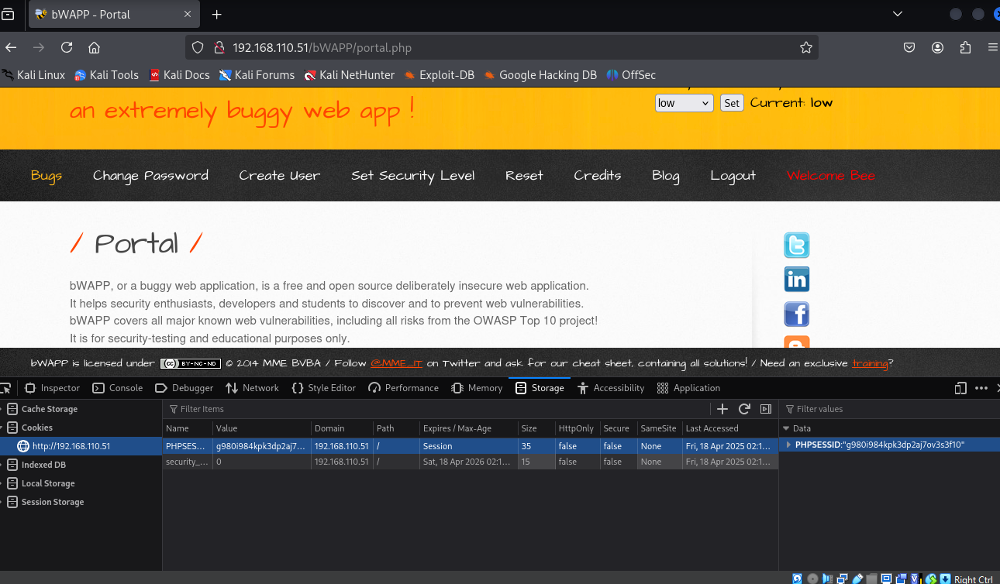 bWAPP - Portal
192.168.110.51/bWAPP/portal.php
Kali Linux Kali Tools Kali Docs Kali Forums Kali NetHunter Exploit-DB Google Hacking DB OffSec
an extremely buggy web app !
low Set Current: low
Bugs Change Password Create User Set Security Level Reset Credits Blog Logout Welcome Bee
/ Portal /
bWAPP, or a buggy web application, is a free and open source deliberately insecure web application.
It helps security enthusiasts, developers and students to discover and to prevent web vulnerabilities.
bWAPP covers all major known web vulnerabilities, including all risks from the OWASP Top 10 project!
It is for security-testing and educational purposes only.
bWAPP is licensed under cc BY-NC-ND © 2014 MME BVBA / Follow @MME_IT on Twitter and ask for our cheat sheet, containing all solutions! / Need an exclusive training?
Inspector Console Debugger Network Style Editor Performance Memory Storage Accessibility Application
Cache Storage
Cookies
http://192.168.110.51
Indexed DB
Local Storage
Session Storage
Filter Items
Name Value Domain Path Expires / Max-Age Size HttpOnly Secure SameSite Last Accessed
PHPSES... g980i984kpk3dp2aj7... 192.168.110.51 / Session 35 false false None Fri, 18 Apr 2025 02:1...
security_... 0 192.168.110.51 / Sat, 18 Apr 2026 02:1... 15 false false None Fri, 18 Apr 2025 02:1...
Filter values
Data
PHPSESSID:"g980i984kpk3dp2aj7ov3s3f10"
Right Ctrl